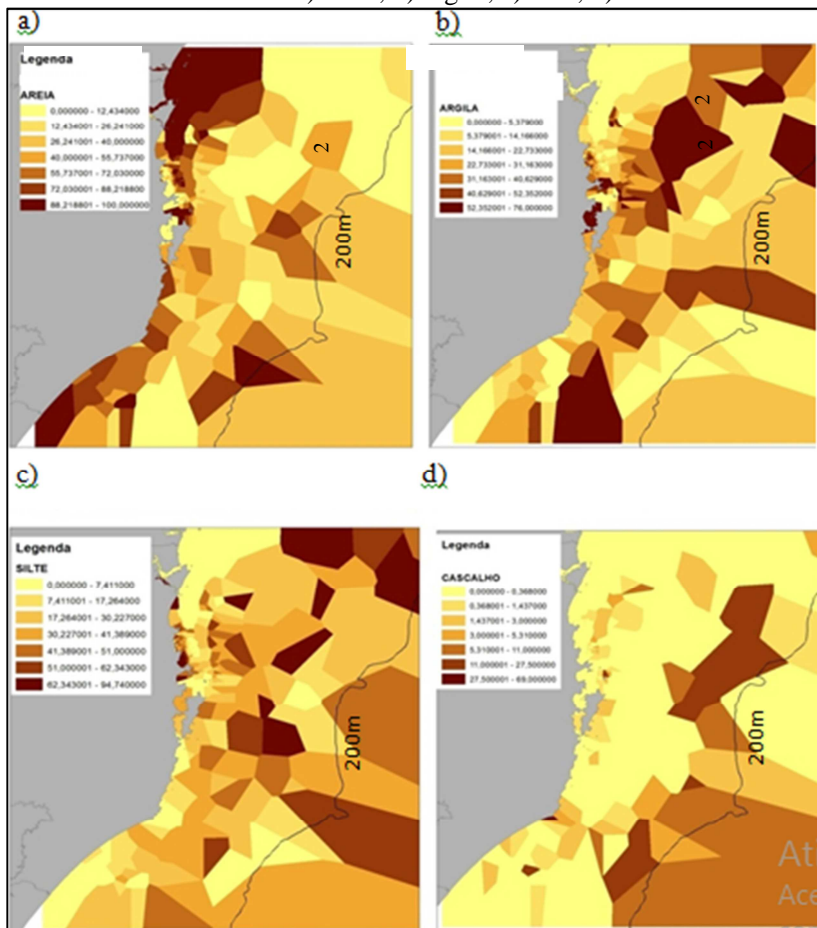 a)
Legenda
AREIA
0,000000 - 12,434000
12,434001 - 26,241000
26,241001 - 40,000000
40,000001 - 55,737000
55,737001 - 72,030000
72,030001 - 88,218800
88,218801 - 100,000000
2
200m
b)
ARGILA
0,000000 - 5,379000
5,379001 - 14,166000
14,166001 - 22,733000
22,733001 - 31,163000
31,163001 - 40,629000
40,629001 - 52,352000
52,352001 - 76,000000
2
2
200m
c)
Legenda
SILTE
0,000000 - 7,411000
7,411001 - 17,264000
17,264001 - 30,227000
30,227001 - 41,389000
41,389001 - 51,000000
51,000001 - 62,343000
62,343001 - 94,740000
200m
d)
Legenda
CASCALHO
0,000000 - 0,368000
0,368001 - 1,437000
1,437001 - 3,000000
3,000001 - 5,310000
5,310001 - 11,000000
11,000001 - 27,500000
27,500001 - 69,000000
200m
At
Ace